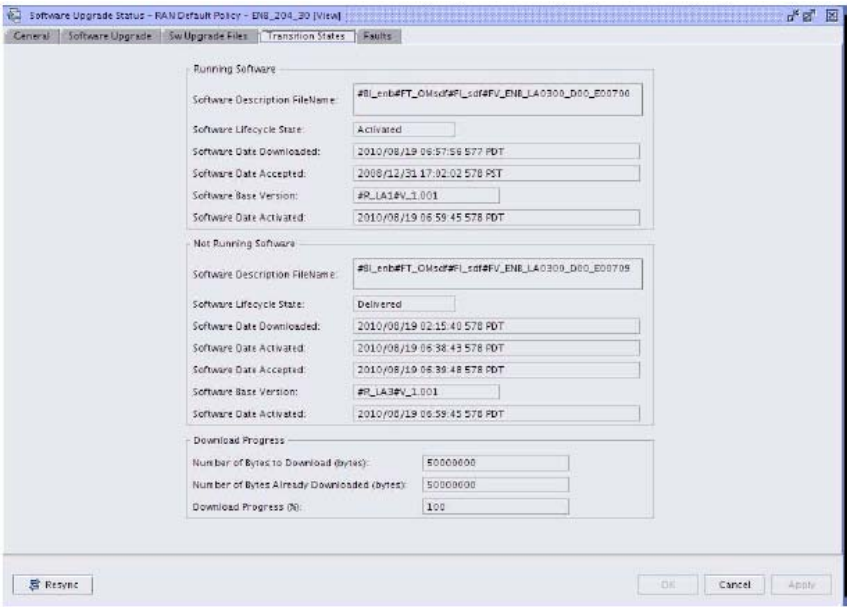 Software Upgrade Status - RAN Default Policy - ENB_204_30 [View]
General Software Upgrade Sw Upgrade Files Transition States Faults
Running Software
Software Description FileName: #BI_enb#FT_OMsdf#FI_sdf#FV_ENB_LA0300_D00_E00700
Software Lifecycle State: Activated
Software Date Downloaded: 2010/08/19 06:57:56 577 PDT
Software Date Accepted: 2008/12/31 17:02:02 578 PST
Software Base Version: #R_LA1#V_1.001
Software Date Activated: 2010/08/19 06:59:45 578 PDT
Not Running Software
Software Description FileName: #BI_enb#FT_OMsdf#FI_sdf#FV_ENB_LA0300_D00_E00709
Software Lifecycle State: Delivered
Software Date Downloaded: 2010/08/19 02:15:40 578 PDT
Software Date Activated: 2010/08/19 06:38:43 578 PDT
Software Date Accepted: 2010/08/19 06:39:48 578 PDT
Software Base Version: #R_LA3#V_1.001
Software Date Activated: 2010/08/19 06:59:45 578 PDT
Download Progress
Number of Bytes to Download (bytes): 50000000
Number of Bytes Already Downloaded (bytes): 50000000
Download Progress (%): 100
Resync OK Cancel Apply